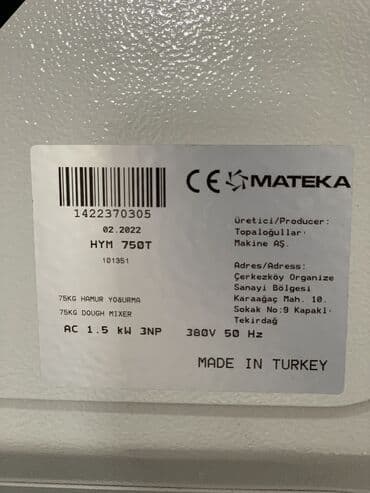 CE MATEKA
1422370305
02.2022
HYM 750T
101351
üretici/Producer:
Topaloğullar
Makine AŞ.
Adres/Adress:
Çerkezköy Organize
Sanayi Bölgesi
Karaağaç Mah. 10.
Sokak No:9 Kapaklı
Tekirdağ
75KG HAMUR YOĞURMA
75KG DOUGH MIXER
AC 1.5 kW 3NP 380V 50 Hz
MADE IN TURKEY